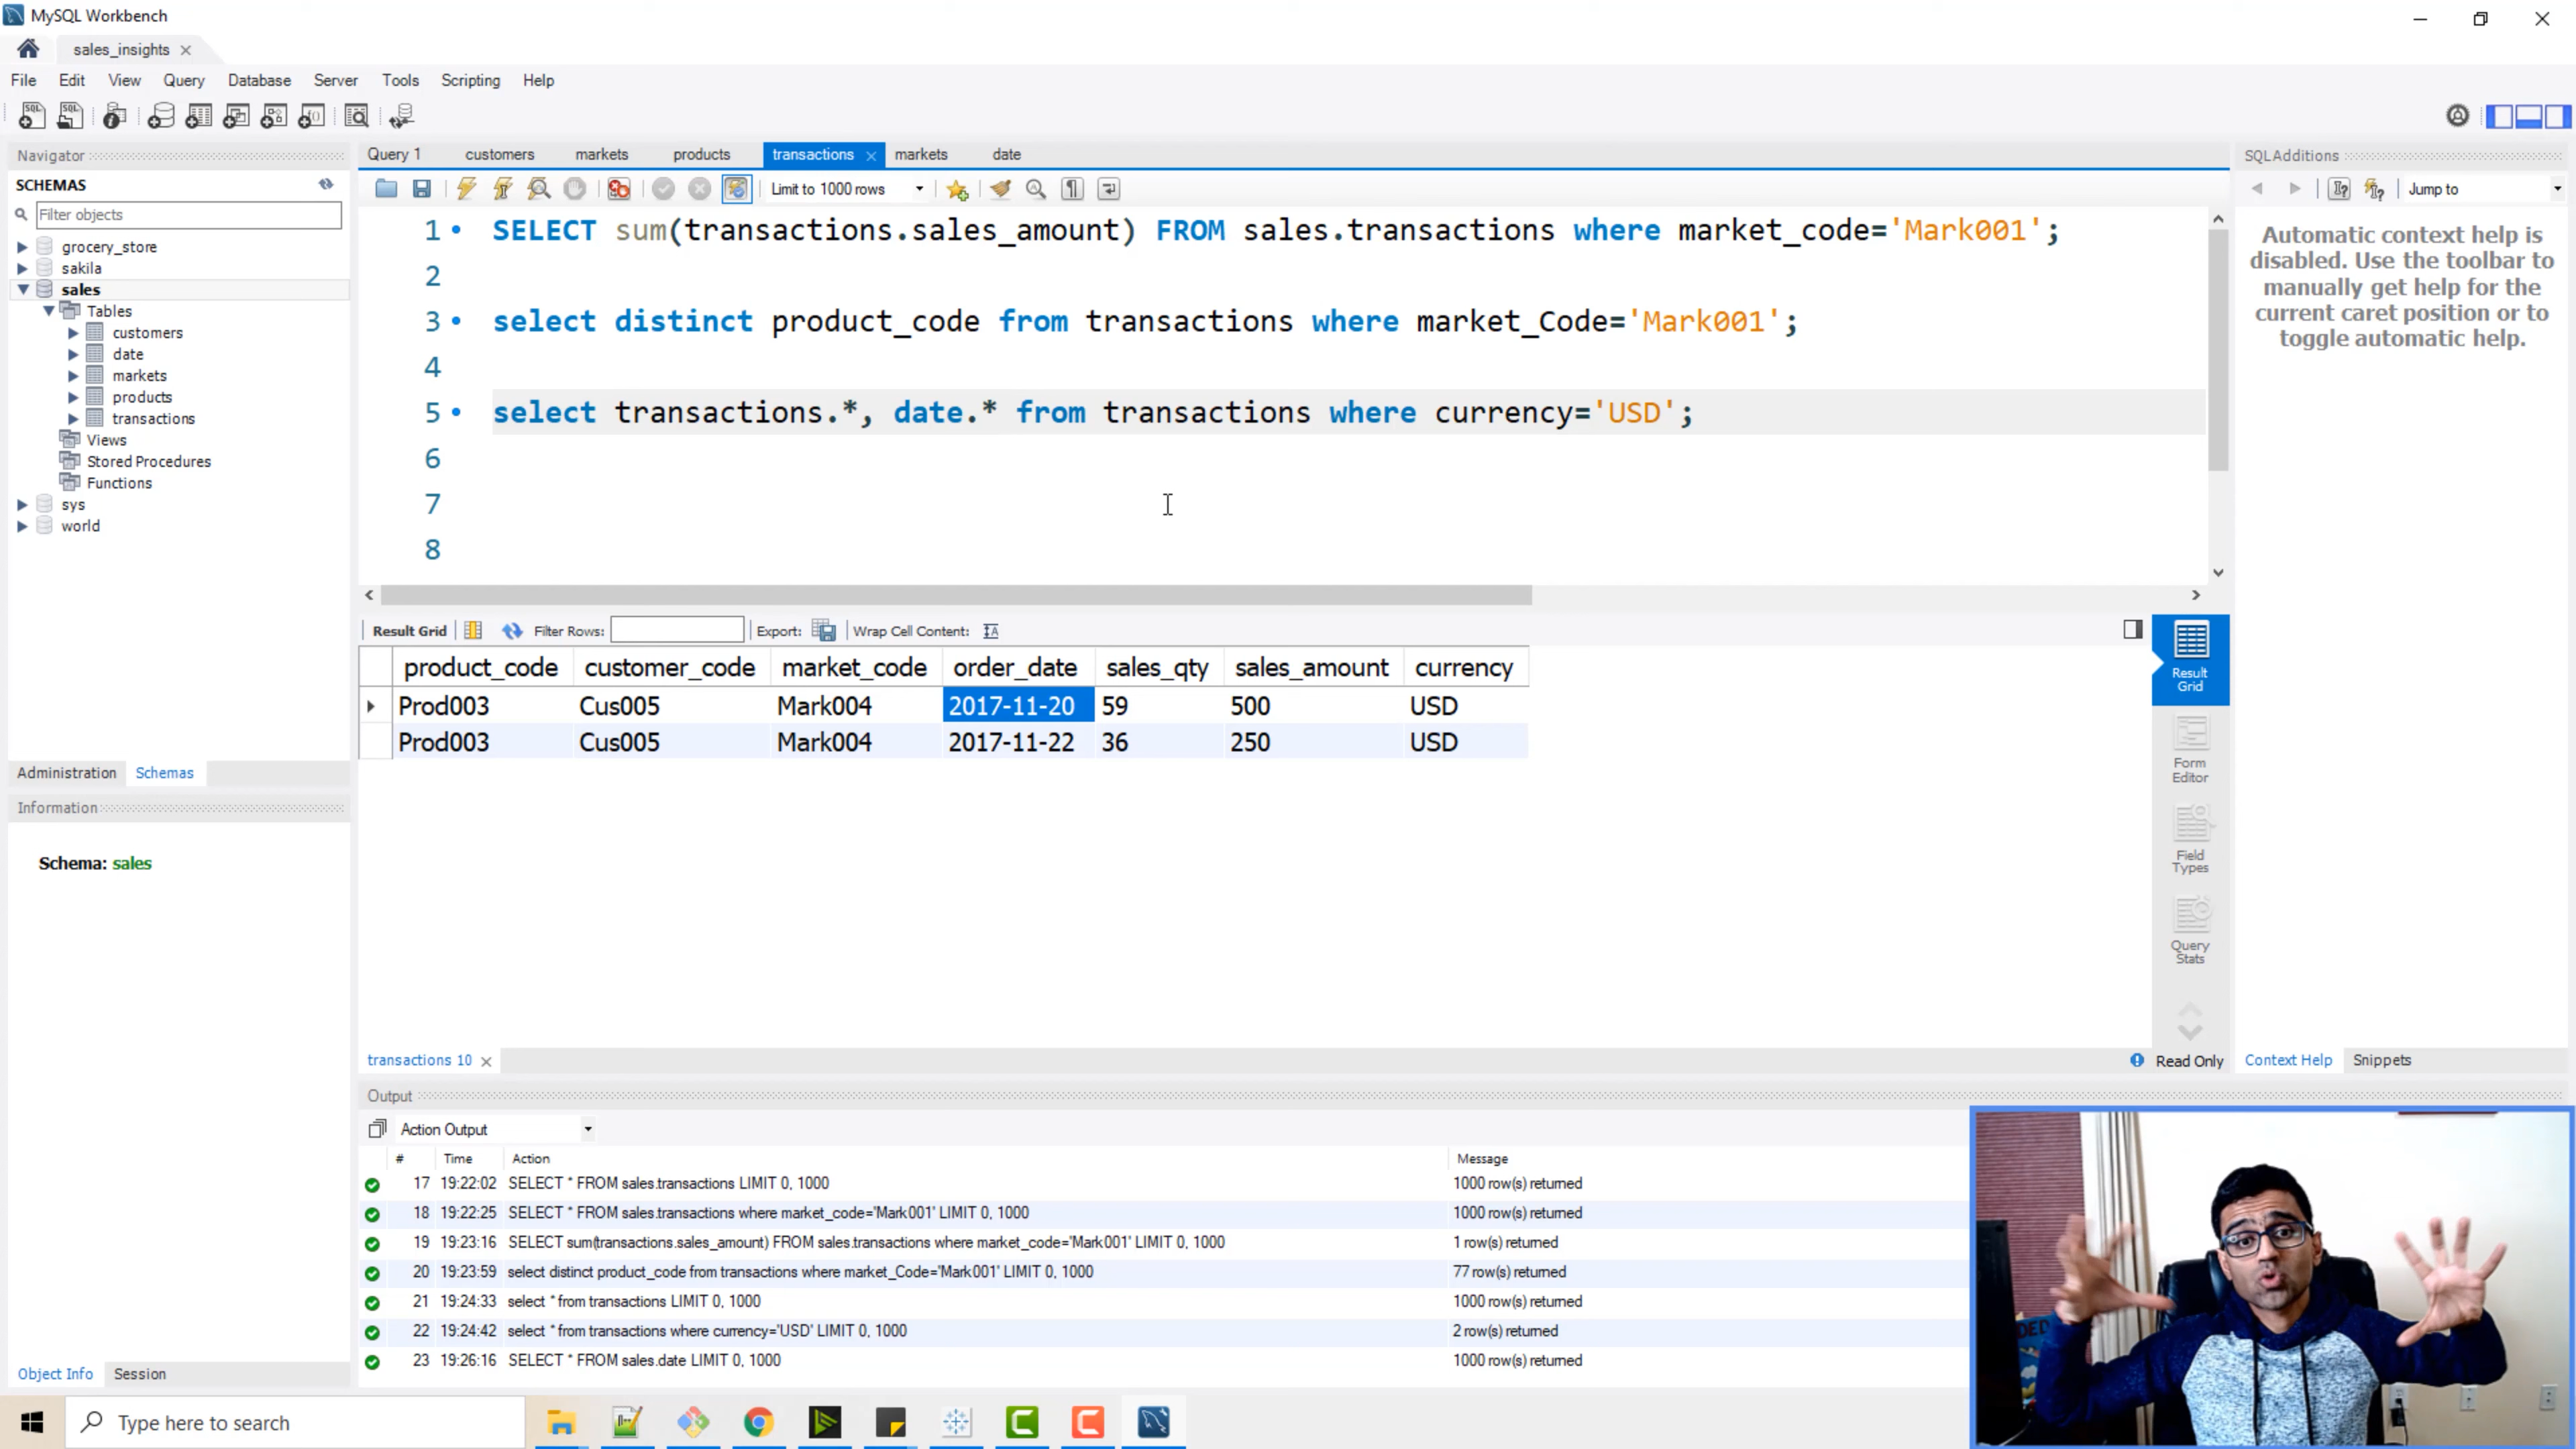 MySQL Workbench
sales_insights
File Edit View Query Database Server Tools Scripting Help
Navigator
SCHEMAS
Filter objects
grocery_store
sakila
sales
Tables
customers
date
markets
products
transactions
Views
Stored Procedures
Functions
sys
world
Administration Schemas
Information
Schema: sales
Object Info Session
Query 1 customers markets products transactions markets date
Limit to 1000 rows
1 SELECT sum(transactions.sales_amount) FROM sales.transactions where market_code='Mark001';
2
3 select distinct product_code from transactions where market_Code='Mark001';
4
5 select transactions.*, date.* from transactions where currency='USD';
6
7
8
Result Grid Filter Rows: Export: Wrap Cell Content:
product_code customer_code market_code order_date sales_qty sales_amount currency
Prod003 Cus005 Mark004 2017-11-20 59 500 USD
Prod003 Cus005 Mark004 2017-11-22 36 250 USD
Result
Grid
Form
Editor
Field
Types
Query
Stats
transactions 10
Read Only
SQLAdditions
Jump to
Automatic context help is
disabled. Use the toolbar to
manually get help for the
current caret position or to
toggle automatic help.
Context Help Snippets
Output
Action Output
# Time Action Message
17 19:22:02 SELECT * FROM sales.transactions LIMIT 0, 1000 1000 row(s) returned
18 19:22:25 SELECT * FROM sales.transactions where market_code='Mark001' LIMIT 0, 1000 1000 row(s) returned
19 19:23:16 SELECT sum(transactions.sales_amount) FROM sales.transactions where market_code='Mark001' LIMIT 0, 1000 1 row(s) returned
20 19:23:59 select distinct product_code from transactions where market_Code='Mark001' LIMIT 0, 1000 77 row(s) returned
21 19:24:33 select * from transactions LIMIT 0, 1000 1000 row(s) returned
22 19:24:42 select * from transactions where currency='USD' LIMIT 0, 1000 2 row(s) returned
23 19:26:16 SELECT * FROM sales.date LIMIT 0, 1000 1000 row(s) returned
Type here to search